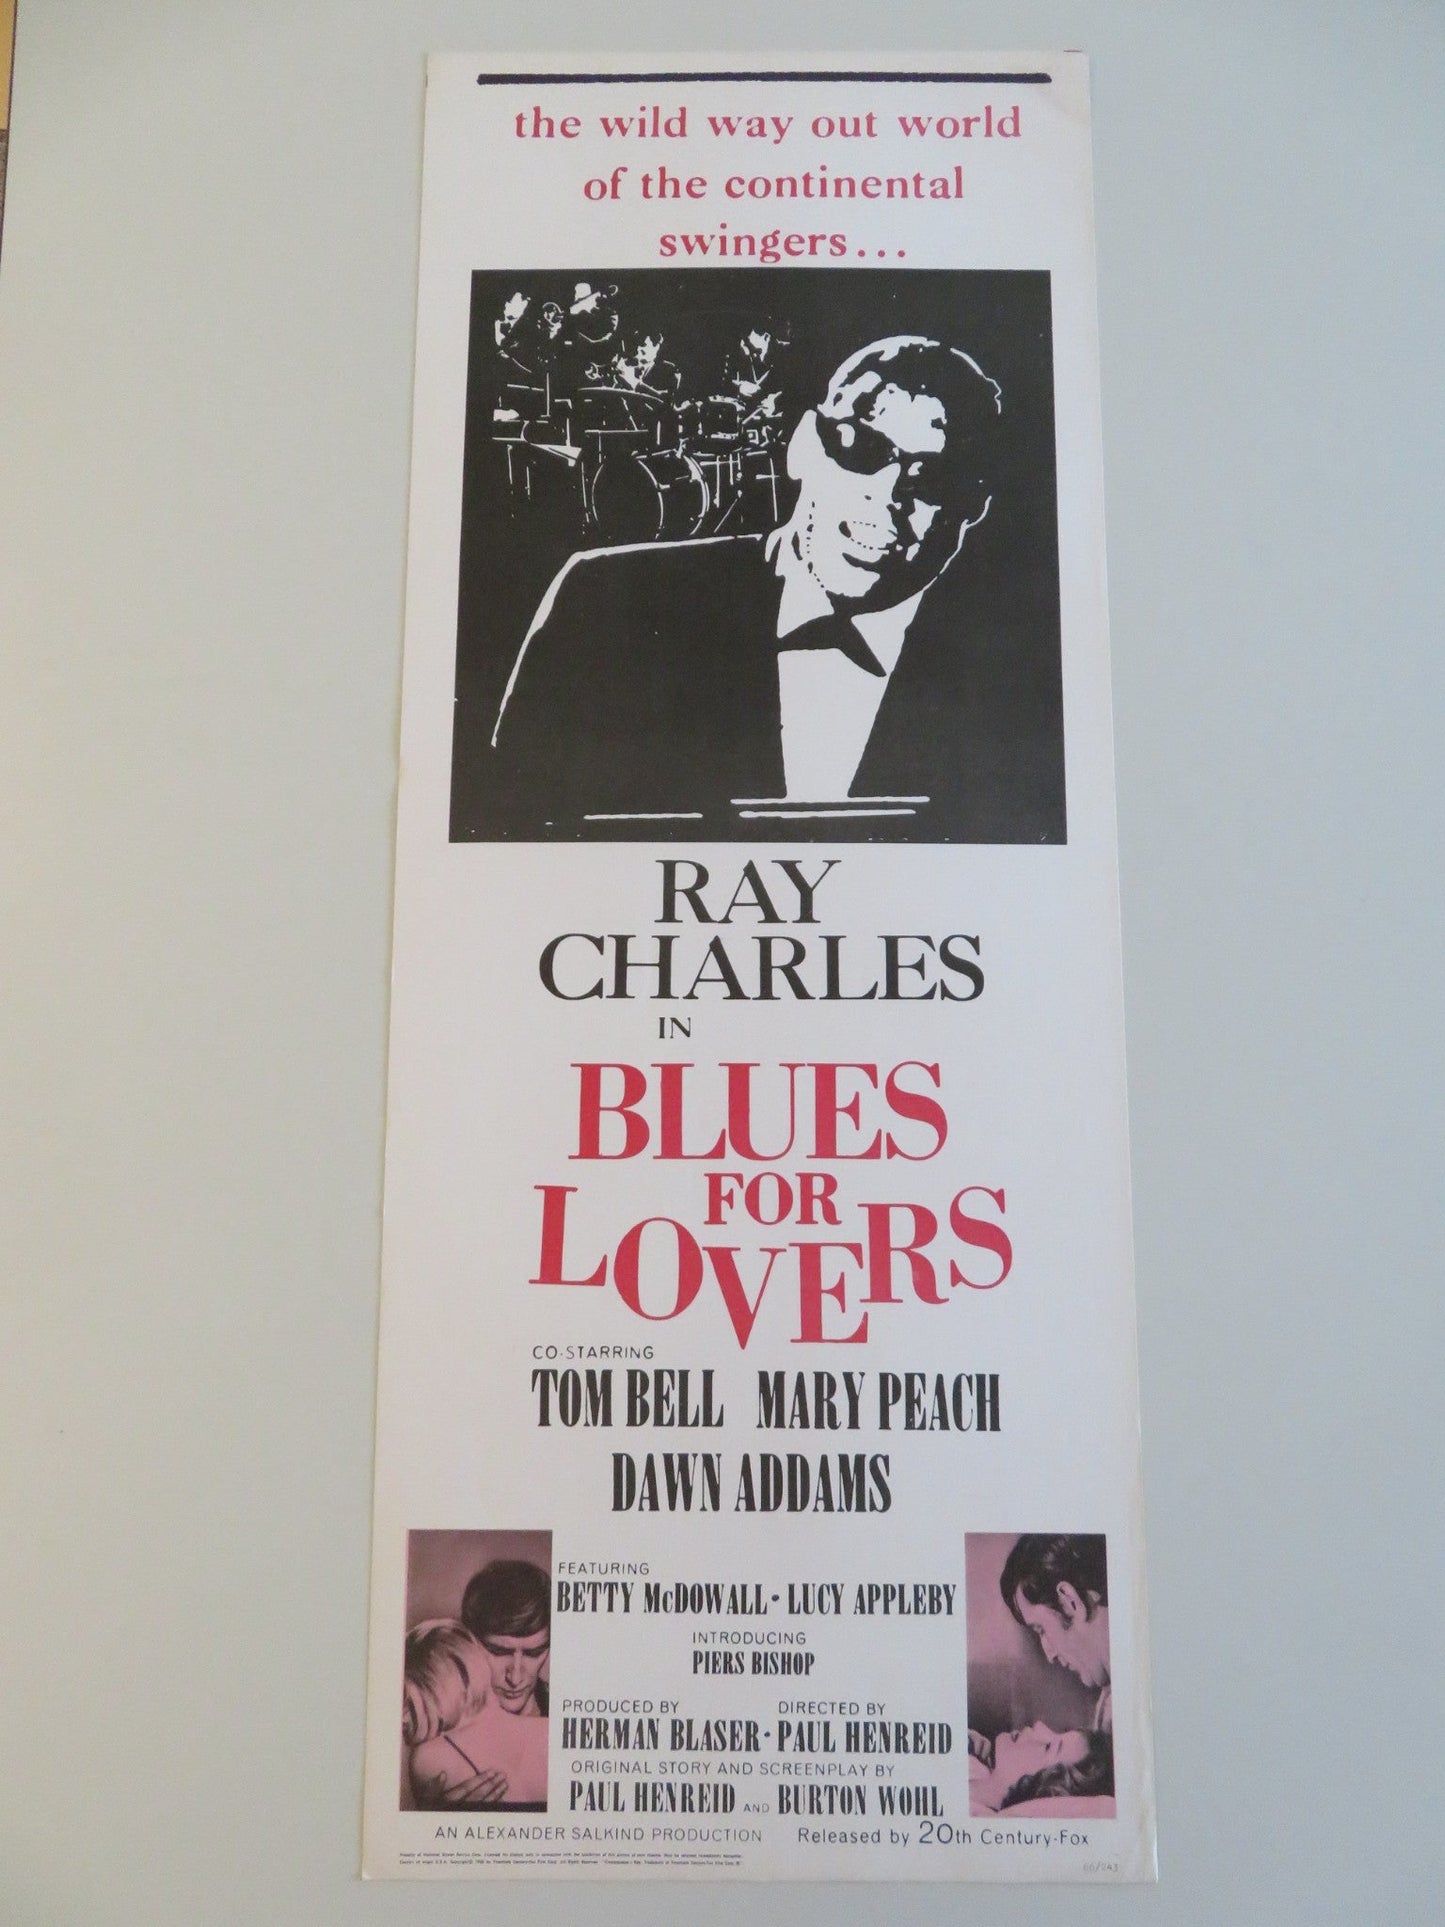 the wild way out world
of the continental
swingers...
RAY
CHARLES
IN
BLUES
FOR
LOVERS
CO-STARRING
TOM BELL MARY PEACH
DAWN ADDAMS
FEATURING
BETTY McDOWALL · LUCY APPLEBY
INTRODUCING
PIERS BISHOP
PRODUCED BY DIRECTED BY
HERMAN BLASER · PAUL HENREID
ORIGINAL STORY AND SCREENPLAY BY
PAUL HENREID AND BURTON WOHL
AN ALEXANDER SALKIND PRODUCTION Released by 20th Century-Fox
66/243